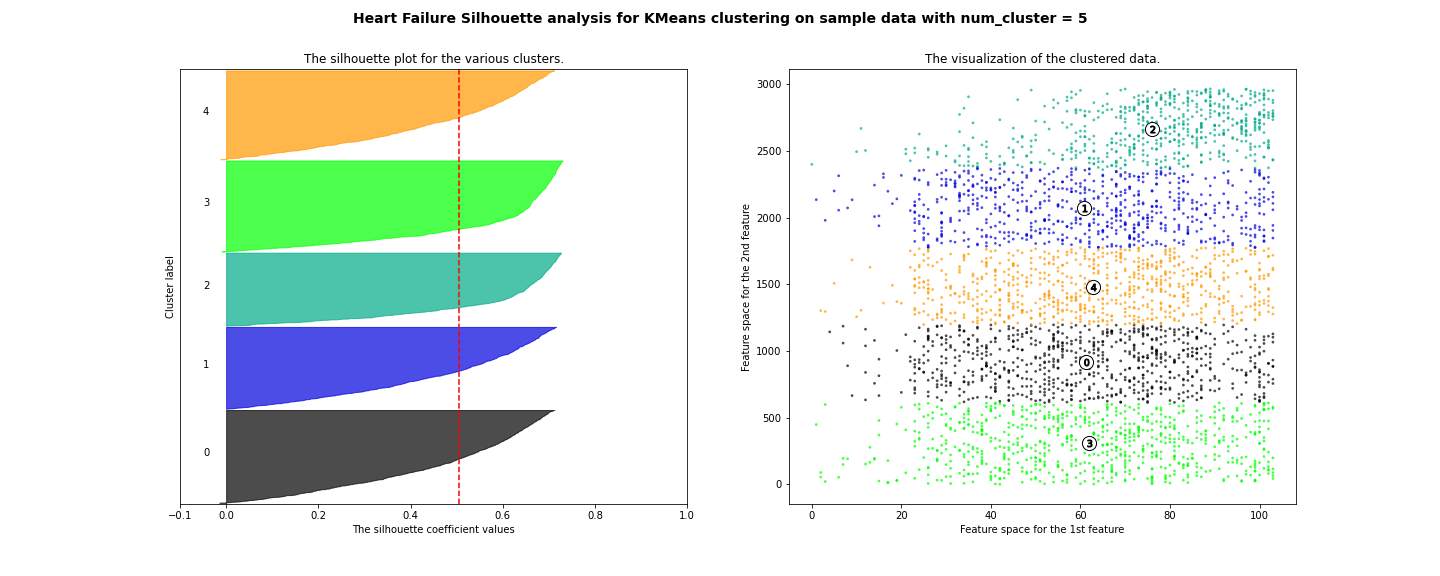 Heart Failure Silhouette analysis for KMeans clustering on sample data with num_cluster = 5
The silhouette plot for the various clusters.
4
3
2
1
0
Cluster label
−0.1 0.0 0.2 0.4 0.6 0.8 1.0
The silhouette coefficient values
The visualization of the clustered data.
3000
2500
2000
1500
1000
500
0
Feature space for the 2nd feature
2
1
4
0
3
0 20 40 60 80 100
Feature space for the 1st feature